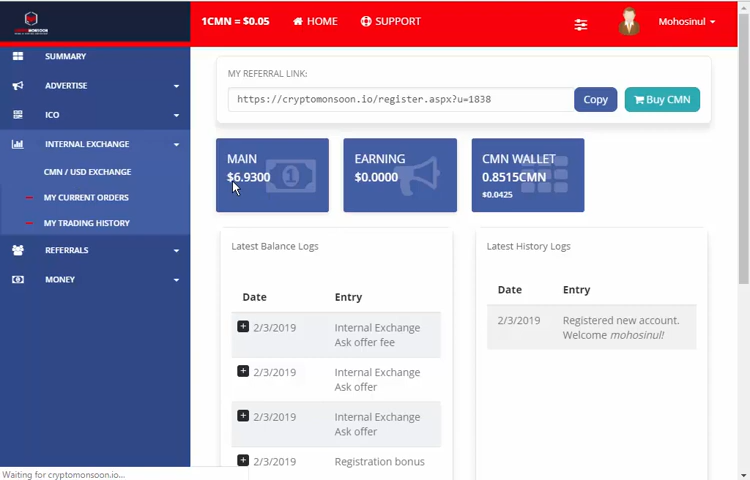 1CMN = $0.05
HOME
SUPPORT
Mohosinul
SUMMARY
ADVERTISE
ICO
INTERNAL EXCHANGE
CMN / USD EXCHANGE
MY CURRENT ORDERS
MY TRADING HISTORY
REFERRALS
MONEY
MY REFERRAL LINK:
https://cryptomonsoon.io/register.aspx?u=1838
Copy
Buy CMN
MAIN
$6.9300
EARNING
$0.0000
CMN WALLET
0.8515CMN
$0.0425
Latest Balance Logs
Date Entry
2/3/2019 Internal Exchange
Ask offer fee
2/3/2019 Internal Exchange
Ask offer
2/3/2019 Internal Exchange
Ask offer
2/3/2019 Registration bonus
Latest History Logs
Date Entry
2/3/2019 Registered new account.
Welcome mohosinul!
Waiting for cryptomonsoon.io...